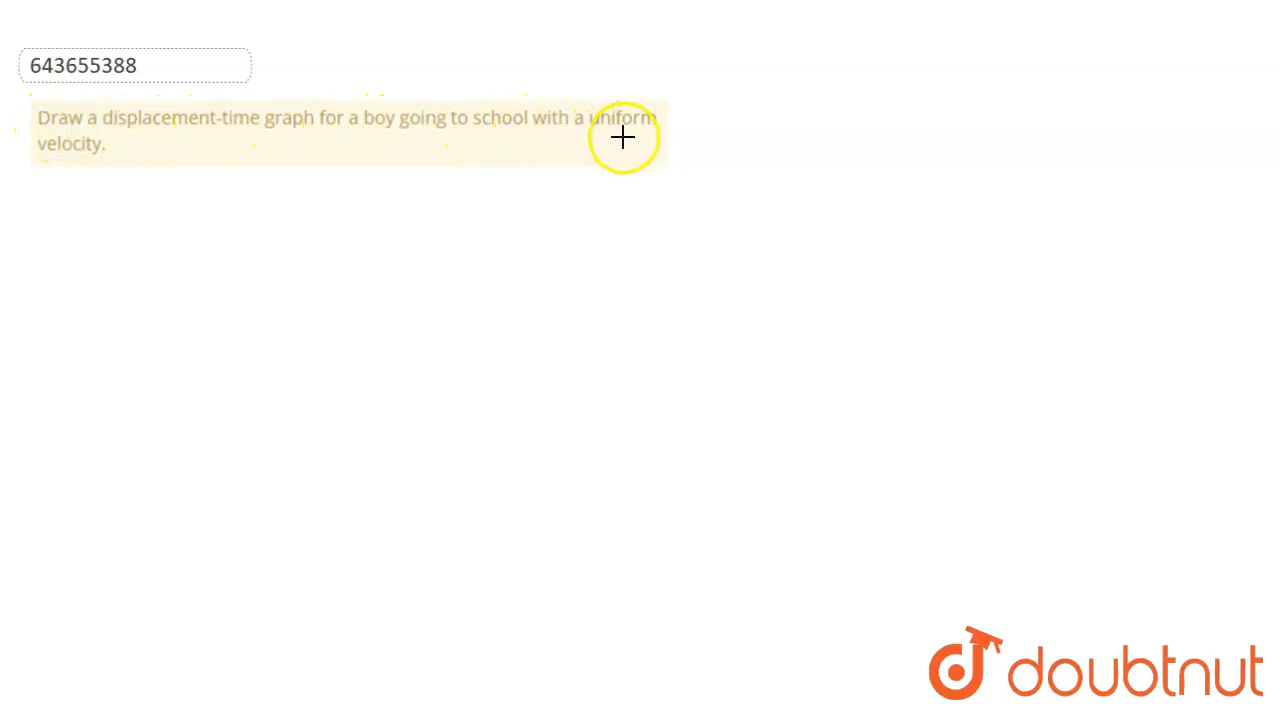 643655388
Draw a displacement-time graph for a boy going to school with a uniform
velocity.
doubtnut